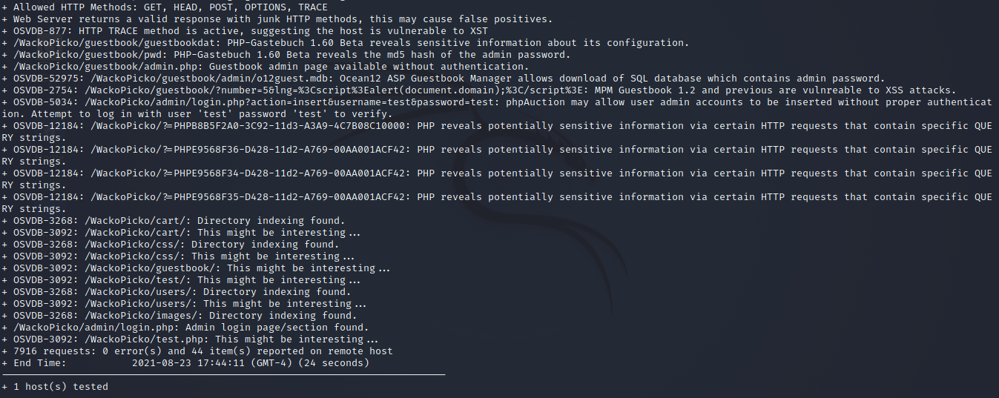 + Allowed HTTP Methods: GET, HEAD, POST, OPTIONS, TRACE
+ Web Server returns a valid response with junk HTTP methods, this may cause false positives.
+ OSVDB-877: HTTP TRACE method is active, suggesting the host is vulnerable to XST
+ /WackoPicko/guestbook/guestbookdat: PHP-Gastebuch 1.60 Beta reveals sensitive information about its configuration.
+ /WackoPicko/guestbook/pwd: PHP-Gastebuch 1.60 Beta reveals the md5 hash of the admin password.
+ /WackoPicko/guestbook/admin.php: Guestbook admin page available without authentication.
+ OSVDB-52975: /WackoPicko/guestbook/admin/o12guest.mdb: Ocean12 ASP Guestbook Manager allows download of SQL database which contains admin password.
+ OSVDB-2754: /WackoPicko/guestbook/?number=5&lng=%3Cscript%3Ealert(document.domain);%3C/script%3E: MPM Guestbook 1.2 and previous are vulnreable to XSS attacks.
+ OSVDB-5034: /WackoPicko/admin/login.php?action=insert&username=test&password=test: phpAuction may allow user admin accounts to be inserted without proper authenticat
ion. Attempt to log in with user 'test' password 'test' to verify.
+ OSVDB-12184: /WackoPicko/?=PHPB8B5F2A0-3C92-11d3-A3A9-4C7B08C10000: PHP reveals potentially sensitive information via certain HTTP requests that contain specific QUE
RY strings.
+ OSVDB-12184: /WackoPicko/?=PHPE9568F36-D428-11d2-A769-00AA001ACF42: PHP reveals potentially sensitive information via certain HTTP requests that contain specific QUE
RY strings.
+ OSVDB-12184: /WackoPicko/?=PHPE9568F34-D428-11d2-A769-00AA001ACF42: PHP reveals potentially sensitive information via certain HTTP requests that contain specific QUE
RY strings.
+ OSVDB-12184: /WackoPicko/?=PHPE9568F35-D428-11d2-A769-00AA001ACF42: PHP reveals potentially sensitive information via certain HTTP requests that contain specific QUE
RY strings.
+ OSVDB-3268: /WackoPicko/cart/: Directory indexing found.
+ OSVDB-3092: /WackoPicko/cart/: This might be interesting...
+ OSVDB-3268: /WackoPicko/css/: Directory indexing found.
+ OSVDB-3092: /WackoPicko/css/: This might be interesting...
+ OSVDB-3092: /WackoPicko/guestbook/: This might be interesting...
+ OSVDB-3092: /WackoPicko/test/: This might be interesting...
+ OSVDB-3268: /WackoPicko/users/: Directory indexing found.
+ OSVDB-3092: /WackoPicko/users/: This might be interesting...
+ OSVDB-3268: /WackoPicko/images/: Directory indexing found.
+ /WackoPicko/admin/login.php: Admin login page/section found.
+ OSVDB-3092: /WackoPicko/test.php: This might be interesting...
+ 7916 requests: 0 error(s) and 44 item(s) reported on remote host
+ End Time: 2021-08-23 17:44:11 (GMT-4) (24 seconds)
+ 1 host(s) tested